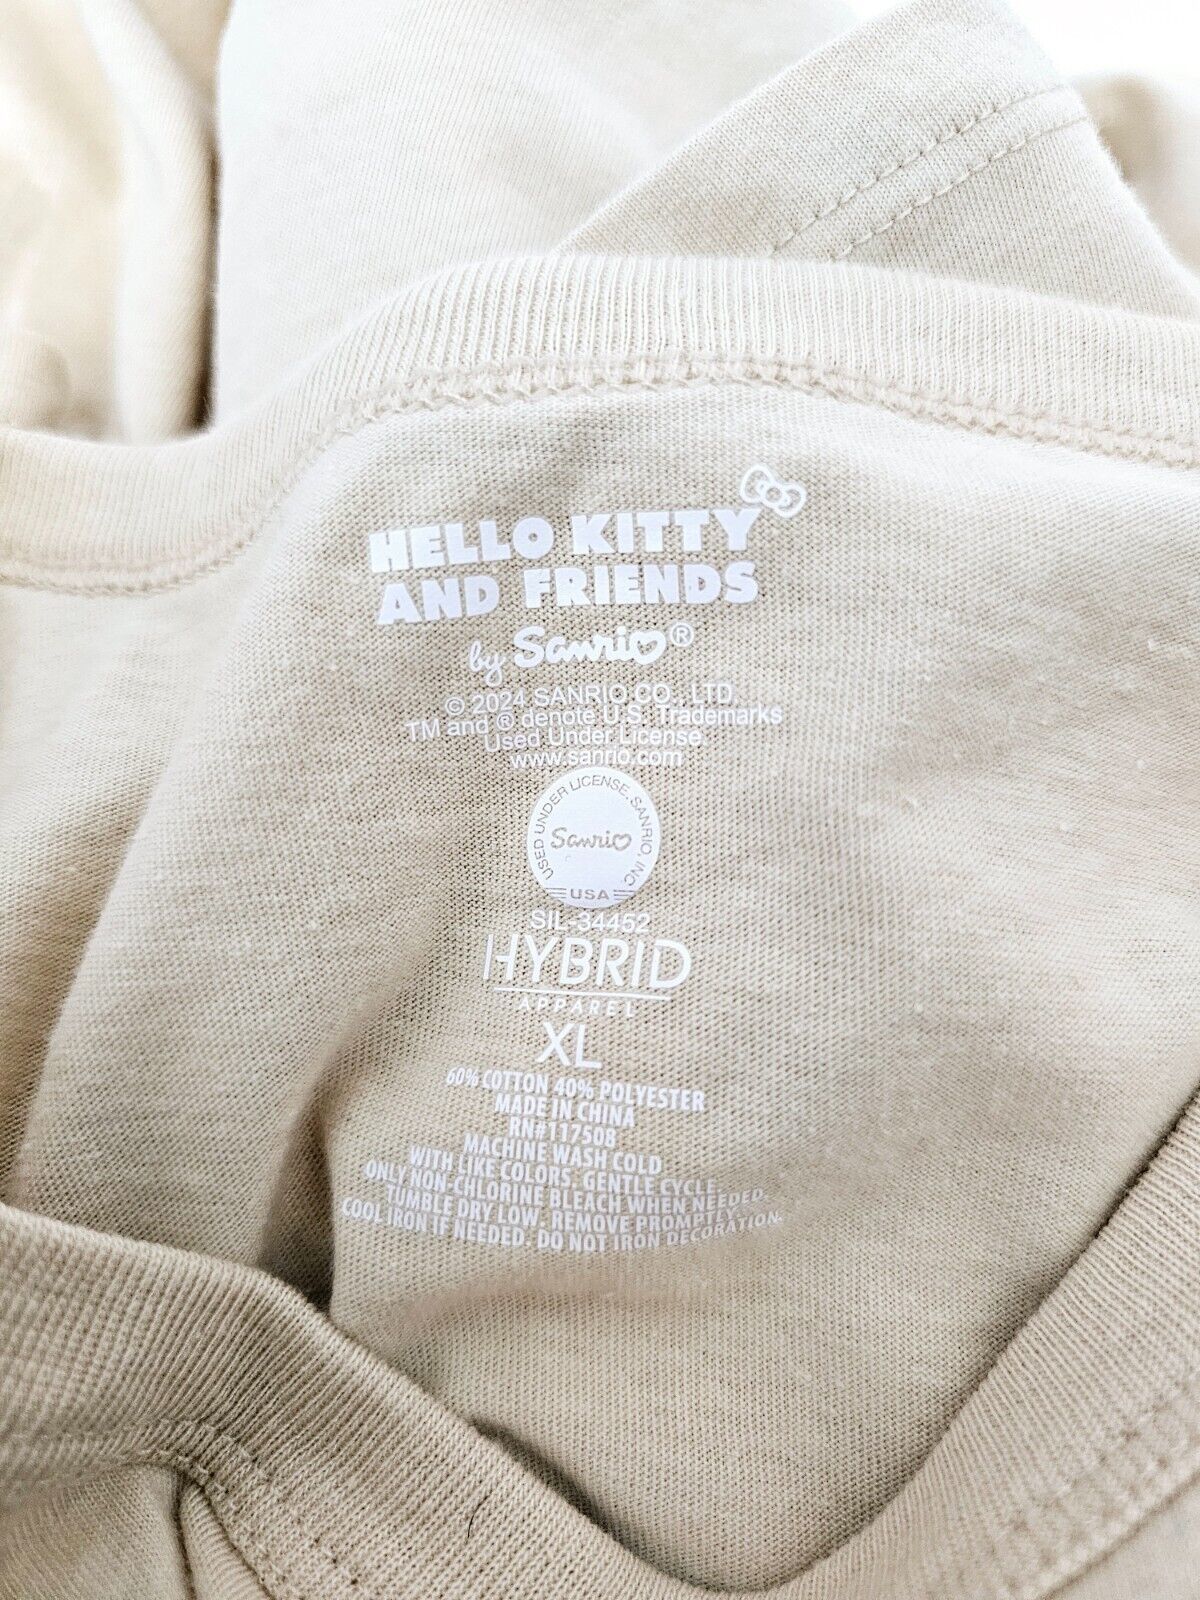 HELLO KITTY
AND FRIENDS
by Sanrio®
© 2024 SANRIO CO., LTD.
TM and ® denote U.S. Trademarks
Used Under License.
www.sanrio.com
USED UNDER LICENSE. SANRIO, INC.
Sanrio
USA
SIL-34452
HYBRID
APPAREL
XL
60% COTTON 40% POLYESTER
MADE IN CHINA
RN#117508
MACHINE WASH COLD
WITH LIKE COLORS. GENTLE CYCLE.
ONLY NON-CHLORINE BLEACH WHEN NEEDED.
TUMBLE DRY LOW. REMOVE PROMPTLY.
COOL IRON IF NEEDED. DO NOT IRON DECORATION.